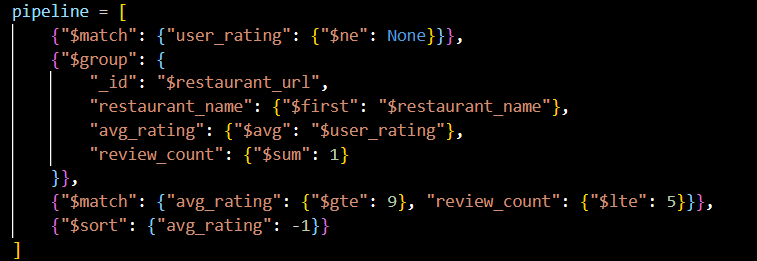 pipeline = [
    {"$match": {"user_rating": {"$ne": None}}},
    {"$group": {
        "_id": "$restaurant_url",
        "restaurant_name": {"$first": "$restaurant_name"},
        "avg_rating": {"$avg": "$user_rating"},
        "review_count": {"$sum": 1}
    }},
    {"$match": {"avg_rating": {"$gte": 9}, "review_count": {"$lte": 5}}},
    {"$sort": {"avg_rating": -1}}
]